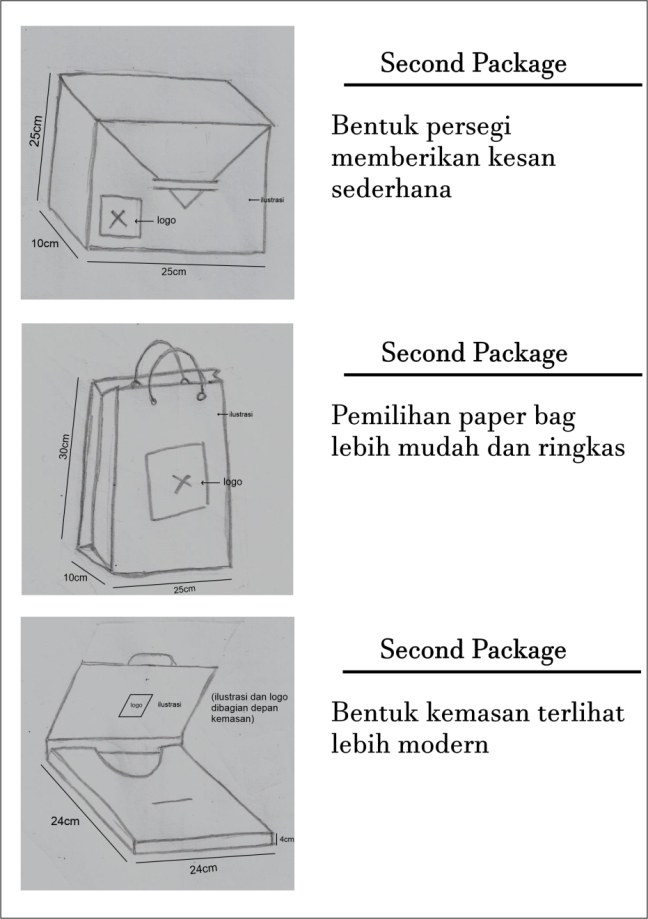 25cm
10cm
25cm
logo
ilustrasi
Second Package
Bentuk persegi
memberikan kesan
sederhana
30cm
10cm
25cm
ilustrasi
logo
Second Package
Pemilihan paper bag
lebih mudah dan ringkas
logo
ilustrasi
(ilustrasi dan logo
dibagian depan
kemasan)
24cm
24cm
4cm
Second Package
Bentuk kemasan terlihat
lebih modern